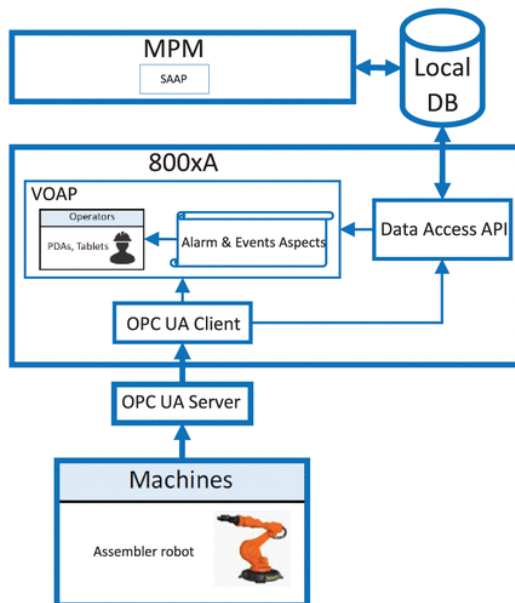 MPM
SAAP
Local
DB
800xA
VOAP
Operators
PDAs, Tablets
Alarm & Events Aspects
Data Access API
OPC UA Client
OPC UA Server
Machines
Assembler robot